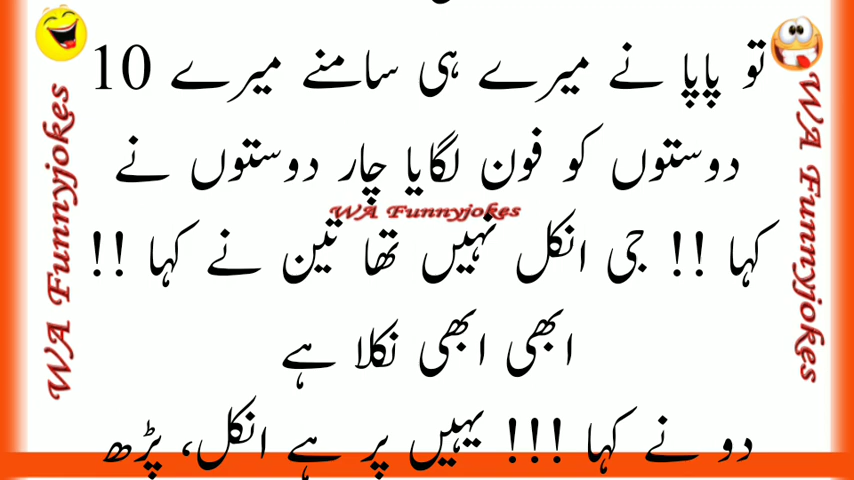 تو پاپا نے میرے ہی سامنے میرے 10
دوستوں کو فون لگایا چار دوستوں نے
کہا !! جی انکل نہیں تھا تین نے کہا !!
ابھی ابھی نکلا ہے
دو نے کہا !!! یہیں پر ہے انکل، پڑھ
WA Funnyjokes
WA Funnyjokes
WA Funnyjokes